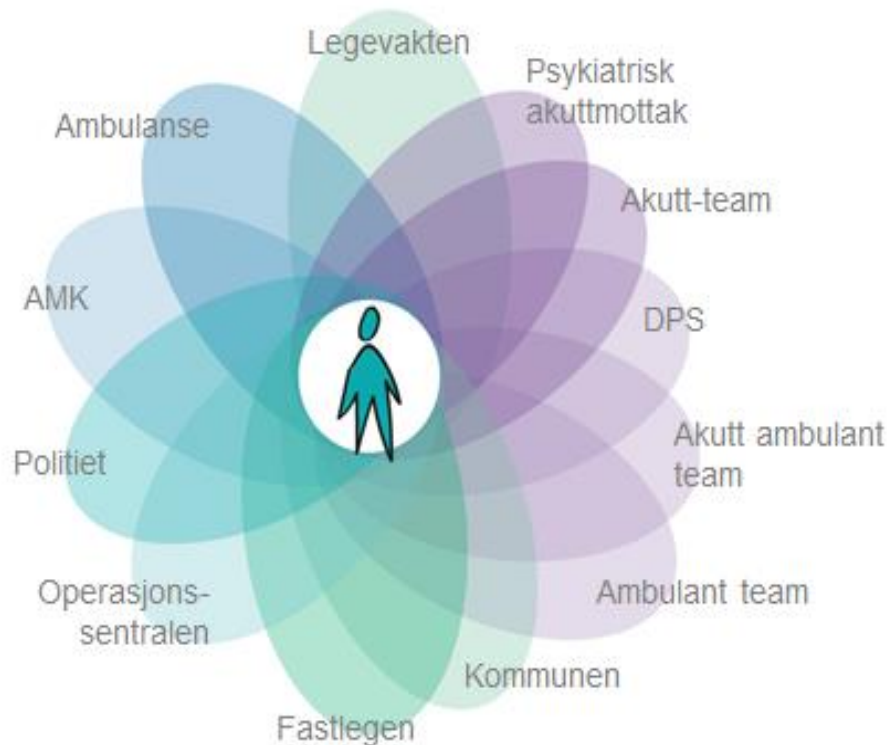 Legevakten
Psykiatrisk
akuttmottak
Ambulanse
Akutt-team
AMK
DPS
Akutt ambulant
team
Politiet
Operasjons-
sentralen
Ambulant team
Kommunen
Fastlegen